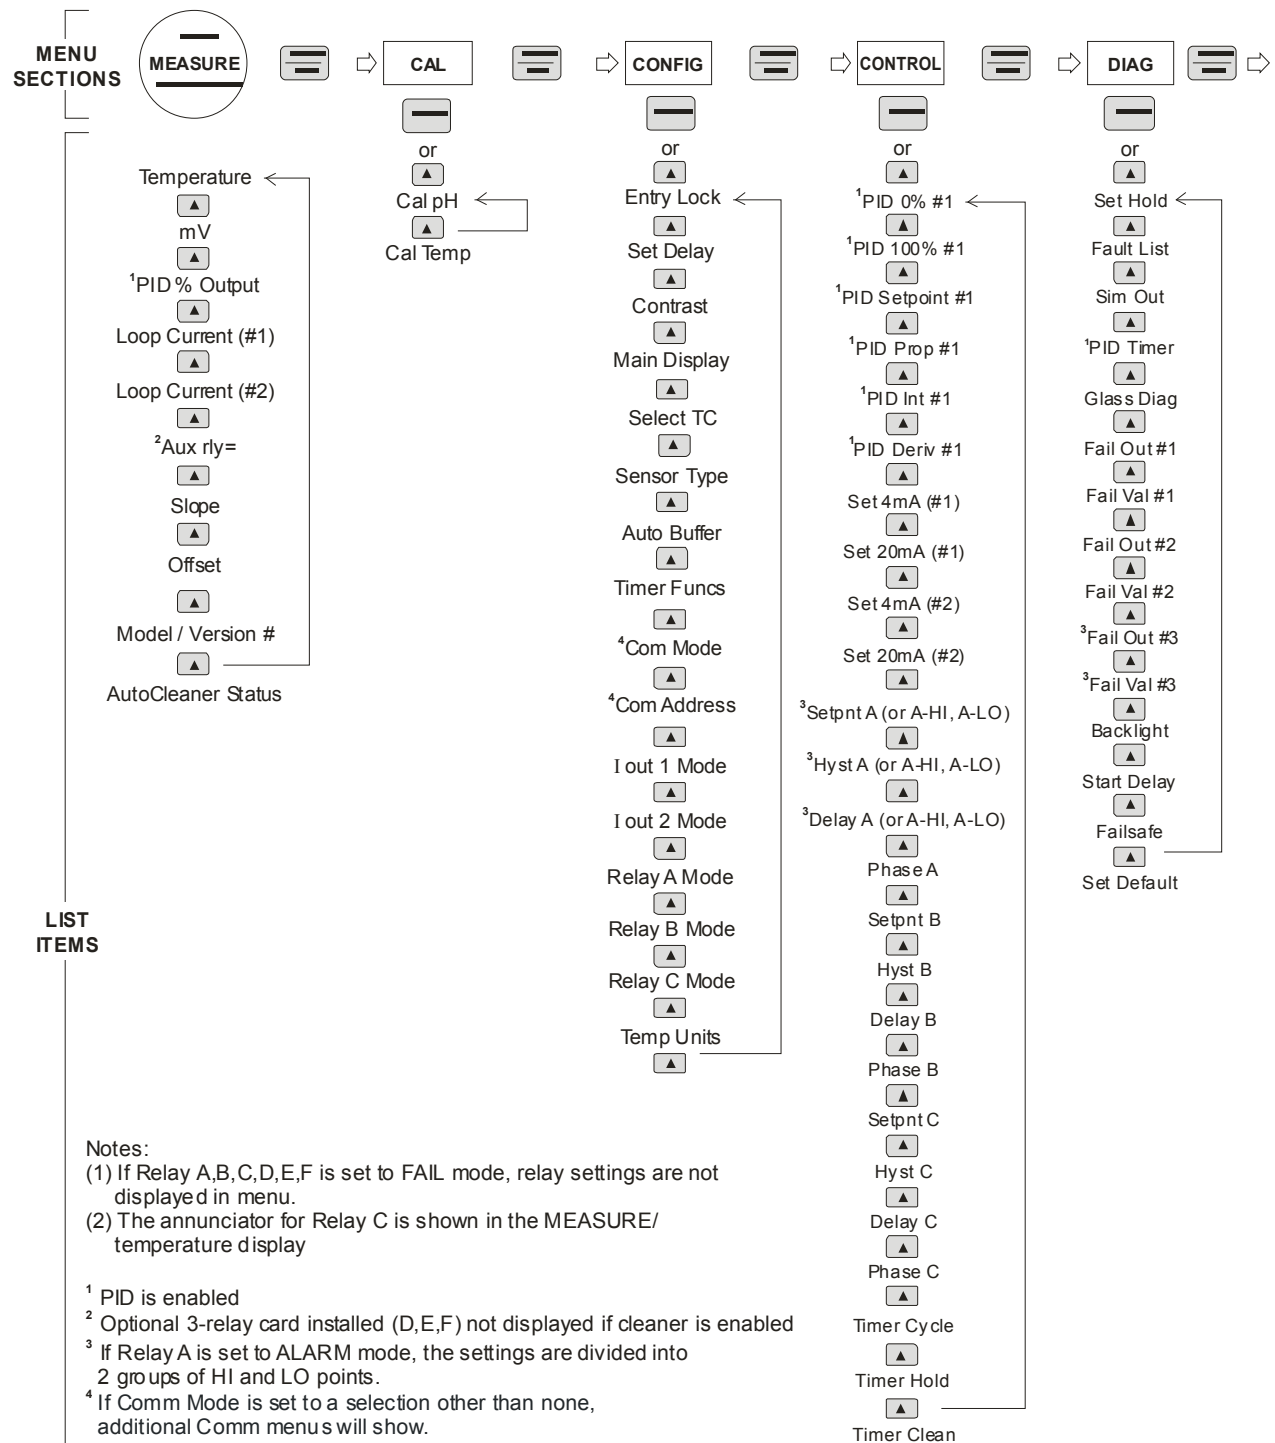 MENU
SECTIONS
MEASURE
CAL
CONFIG
CONTROL
DIAG
LIST
ITEMS
Temperature
mV
¹PID % Output
Loop Current (#1)
Loop Current (#2)
²Aux rly=
Slope
Offset
Model / Version #
AutoCleaner Status
or
Cal pH
Cal Temp
or
Entry Lock
Set Delay
Contrast
Main Display
Select TC
Sensor Type
Auto Buffer
Timer Funcs
⁴Com Mode
⁴Com Address
I out 1 Mode
I out 2 Mode
Relay A Mode
Relay B Mode
Relay C Mode
Temp Units
or
¹PID 0% #1
¹PID 100% #1
¹PID Setpoint #1
¹PID Prop #1
¹PID Int #1
¹PID Deriv #1
Set 4mA (#1)
Set 20mA (#1)
Set 4mA (#2)
Set 20mA (#2)
³Setpnt A (or A-HI, A-LO)
³Hyst A (or A-HI, A-LO)
³Delay A (or A-HI, A-LO)
Phase A
Setpnt B
Hyst B
Delay B
Phase B
Setpnt C
Hyst C
Delay C
Phase C
Timer Cycle
Timer Hold
Timer Clean
or
Set Hold
Fault List
Sim Out
¹PID Timer
Glass Diag
Fail Out #1
Fail Val #1
Fail Out #2
Fail Val #2
³Fail Out #3
³Fail Val #3
Backlight
Start Delay
Failsafe
Set Default
Notes:
(1) If Relay A,B,C,D,E,F is set to FAIL mode, relay settings are not
displayed in menu.
(2) The annunciator for Relay C is shown in the MEASURE/
temperature display
¹ PID is enabled
² Optional 3-relay card installed (D,E,F) not displayed if cleaner is enabled
³ If Relay A is set to ALARM mode, the settings are divided into
2 groups of HI and LO points.
⁴ If Comm Mode is set to a selection other than none,
additional Comm menus will show.